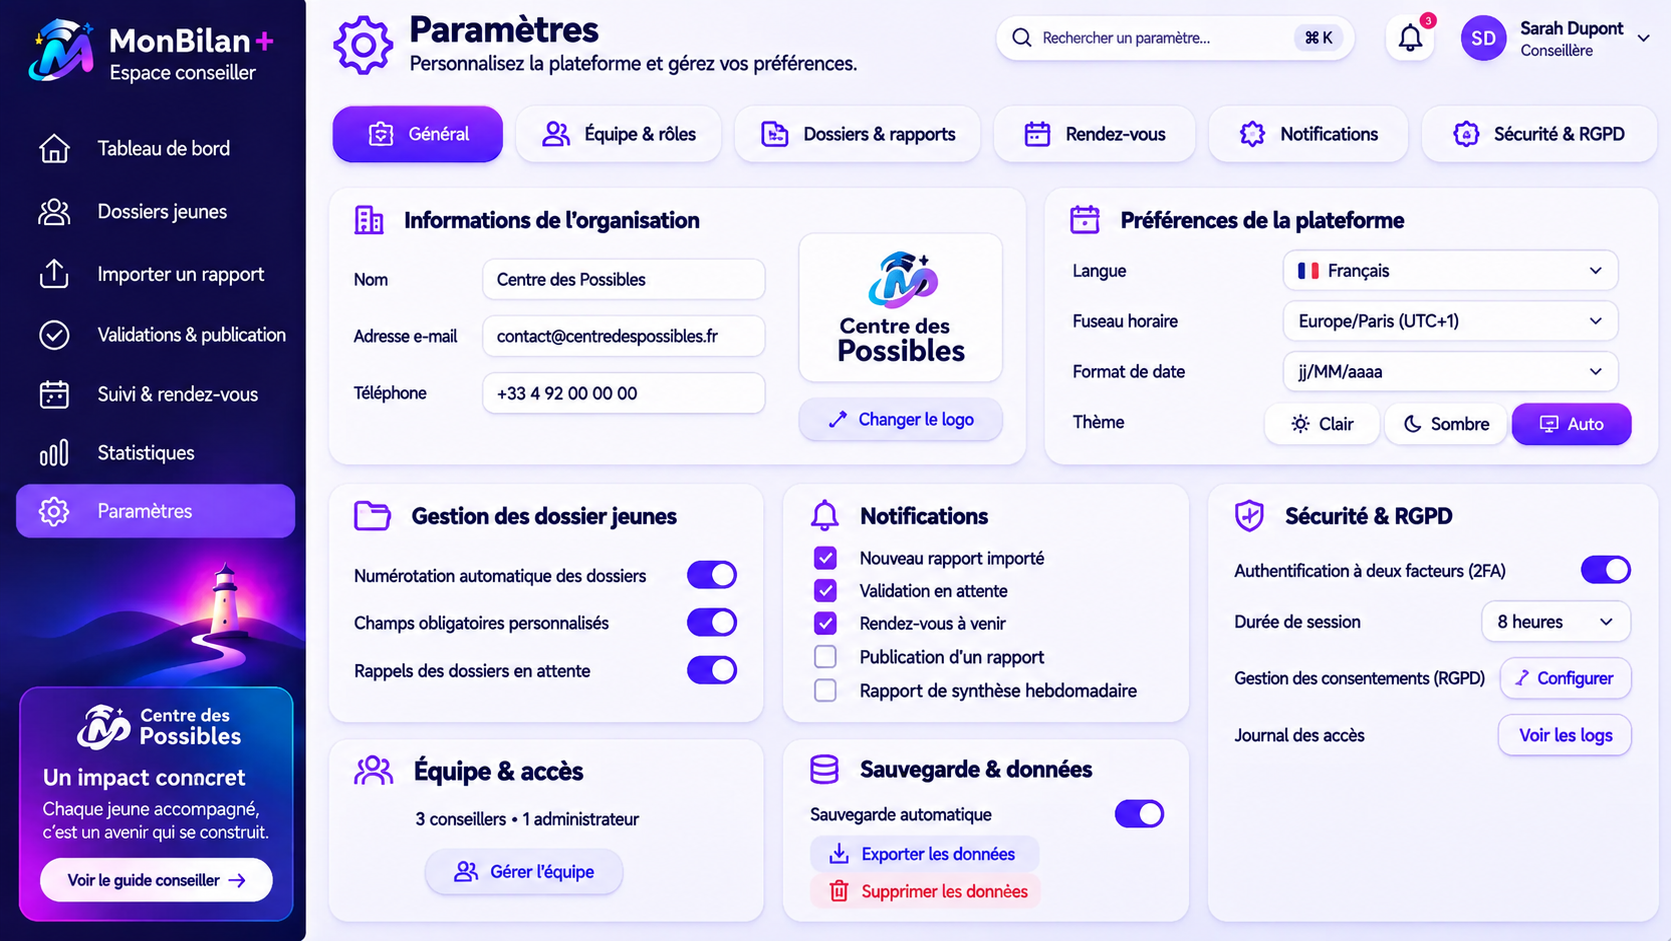 MonBilan+
Espace conseiller
Tableau de bord
Dossiers jeunes
Importer un rapport
Validations & publication
Suivi & rendez-vous
Statistiques
Paramètres
Centre des
Possibles
Un impact conncret
Chaque jeune accompagné,
c'est un avenir qui se construit.
Voir le guide conseiller →
Paramètres
Personnalisez la plateforme et gérez vos préférences.
Rechercher un paramètre...
⌘ K
3
SD
Sarah Dupont
Conseillère
Général
Équipe & rôles
Dossiers & rapports
Rendez-vous
Notifications
Sécurité & RGPD
Informations de l'organisation
Nom
Centre des Possibles
Adresse e-mail
contact@centredespossibles.fr
Téléphone
+33 4 92 00 00 00
Centre des
Possibles
Changer le logo
Préférences de la plateforme
Langue
Français
Fuseau horaire
Europe/Paris (UTC+1)
Format de date
jj/MM/aaaa
Thème
Clair
Sombre
Auto
Gestion des dossier jeunes
Numérotation automatique des dossiers
Champs obligatoires personnalisés
Rappels des dossiers en attente
Notifications
Nouveau rapport importé
Validation en attente
Rendez-vous à venir
Publication d'un rapport
Rapport de synthèse hebdomadaire
Sécurité & RGPD
Authentification à deux facteurs (2FA)
Durée de session
8 heures
Gestion des consentements (RGPD)
Configurer
Journal des accès
Voir les logs
Équipe & accès
3 conseillers • 1 administrateur
Gérer l'équipe
Sauvegarde & données
Sauvegarde automatique
Exporter les données
Supprimer les données